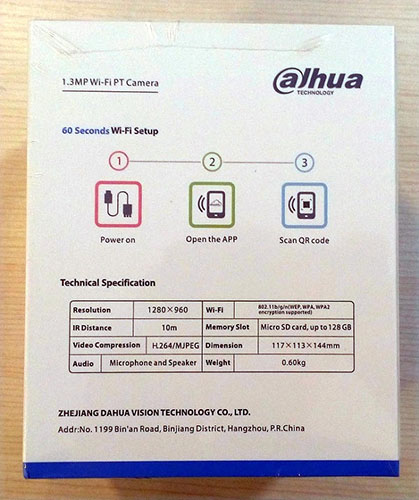 1.3MP Wi-Fi PT Camera
alhua
TECHNOLOGY
60 Seconds Wi-Fi Setup
1 2 3
Power on Open the APP Scan QR code
Technical Specification
Resolution 1280×960 Wi-Fi 802.11b/g/n(WEP, WPA, WPA2
encryption supported)
IR Distance 10m Memory Slot Micro SD card, up to 128 GB
Video Compression H.264/MJPEG Dimension 117×113×144mm
Audio Microphone and Speaker Weight 0.60kg
ZHEJIANG DAHUA VISION TECHNOLOGY CO., LTD.
Addr:No. 1199 Bin'an Road, Binjiang District, Hangzhou, P.R.China